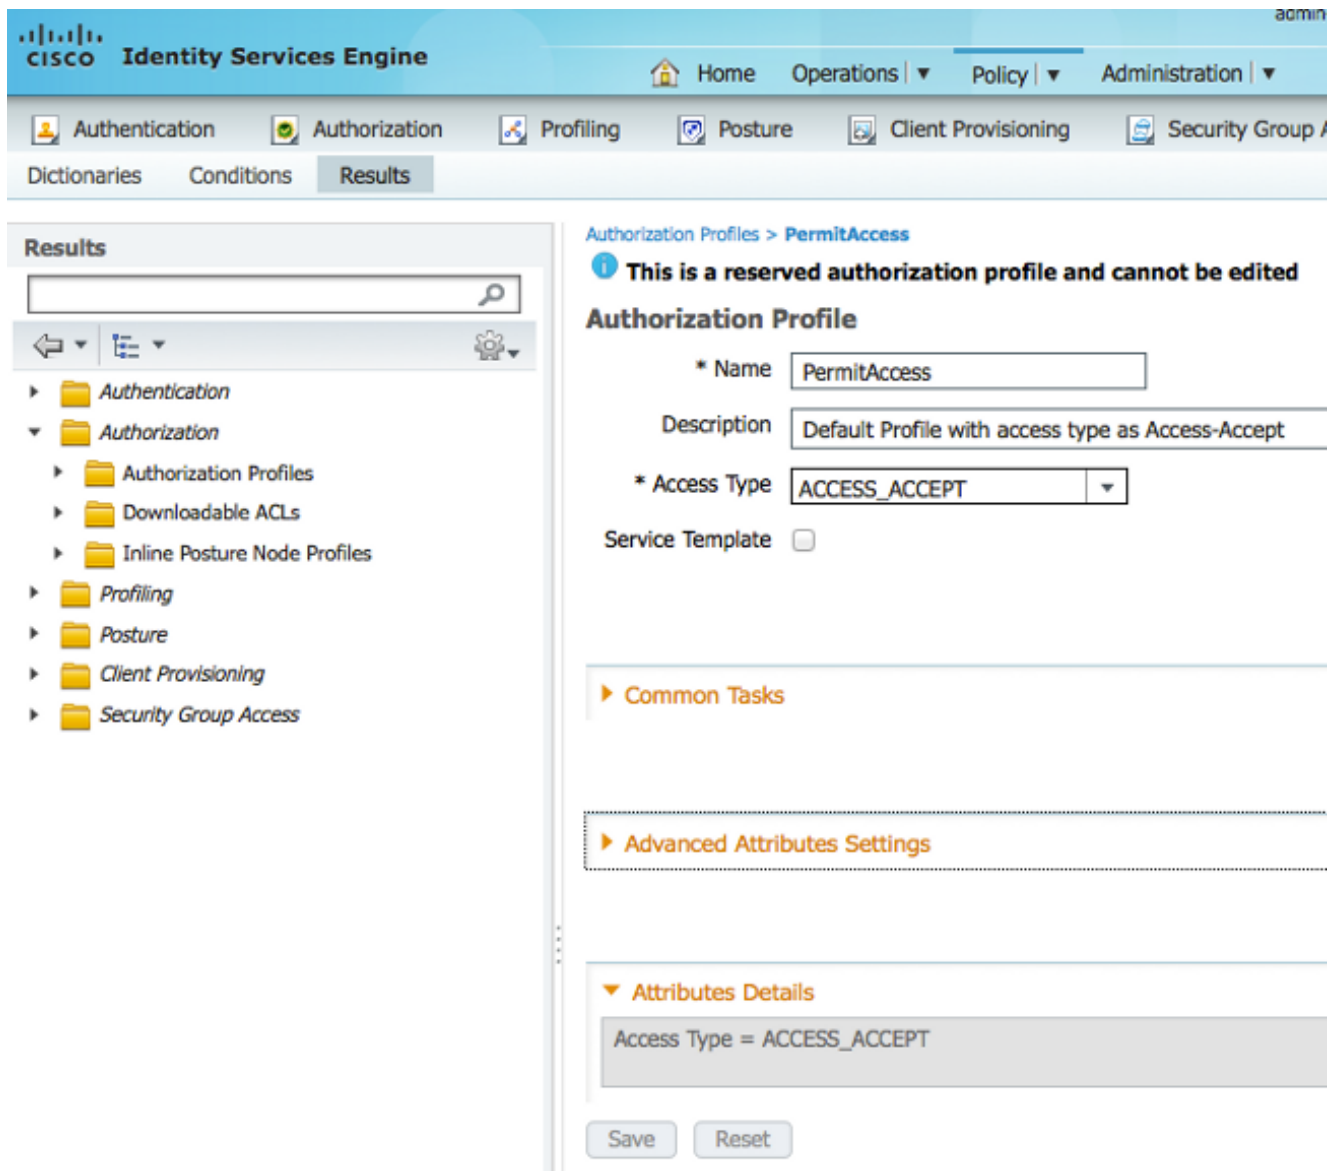 admin
CISCO Identity Services Engine
Home Operations Policy Administration
Authentication Authorization Profiling Posture Client Provisioning Security Group A
Dictionaries Conditions Results
Results
Authentication
Authorization
Authorization Profiles
Downloadable ACLs
Inline Posture Node Profiles
Profiling
Posture
Client Provisioning
Security Group Access
Authorization Profiles > PermitAccess
This is a reserved authorization profile and cannot be edited
Authorization Profile
* Name PermitAccess
Description Default Profile with access type as Access-Accept
* Access Type ACCESS_ACCEPT
Service Template
Common Tasks
Advanced Attributes Settings
Attributes Details
Access Type = ACCESS_ACCEPT
Save Reset